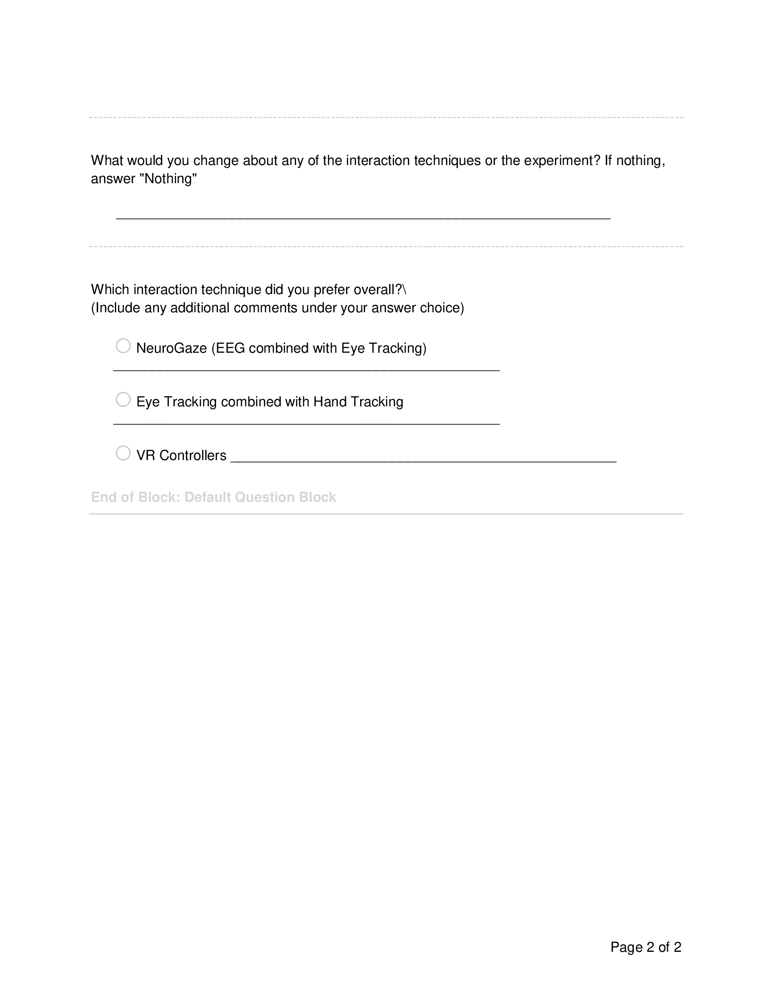 What would you change about any of the interaction techniques or the experiment? If nothing,
answer "Nothing"
Which interaction technique did you prefer overall?\
(Include any additional comments under your answer choice)
NeuroGaze (EEG combined with Eye Tracking)
Eye Tracking combined with Hand Tracking
VR Controllers
End of Block: Default Question Block
Page 2 of 2